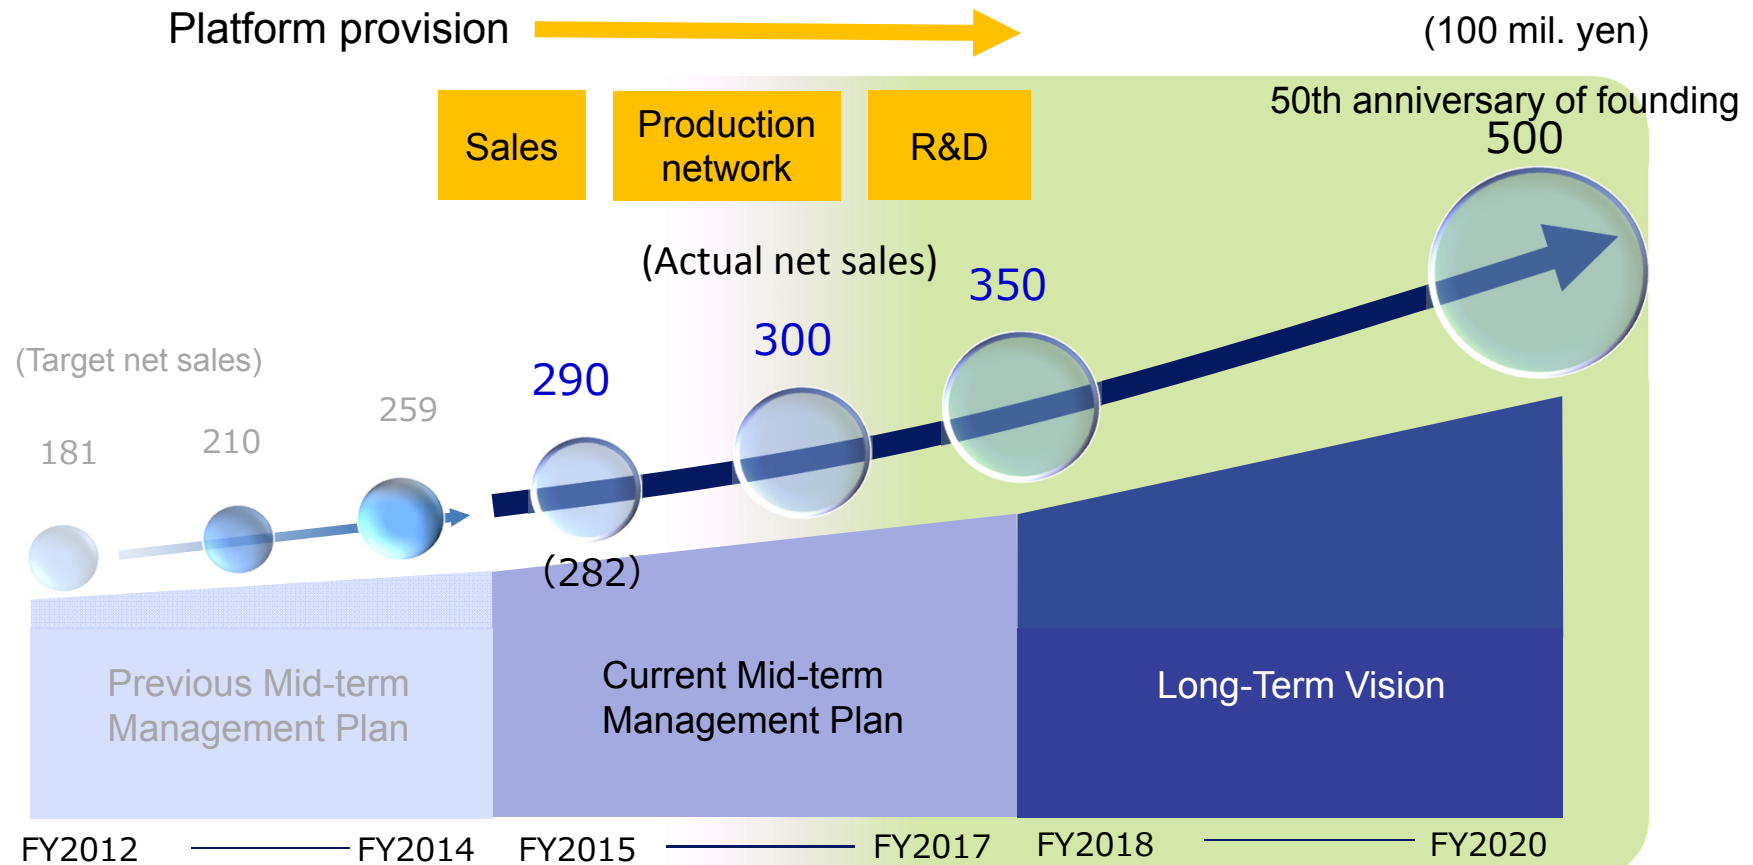 Platform provision
(100 mil. yen)
50th anniversary of founding
500
Sales
Production
network
R&D
(Actual net sales)
350
300
290
(Target net sales)
259
210
181
(282)
Previous Mid-term
Management Plan
Current Mid-term
Management Plan
Long-Term Vision
FY2012
FY2014
FY2015
FY2017
FY2018
FY2020